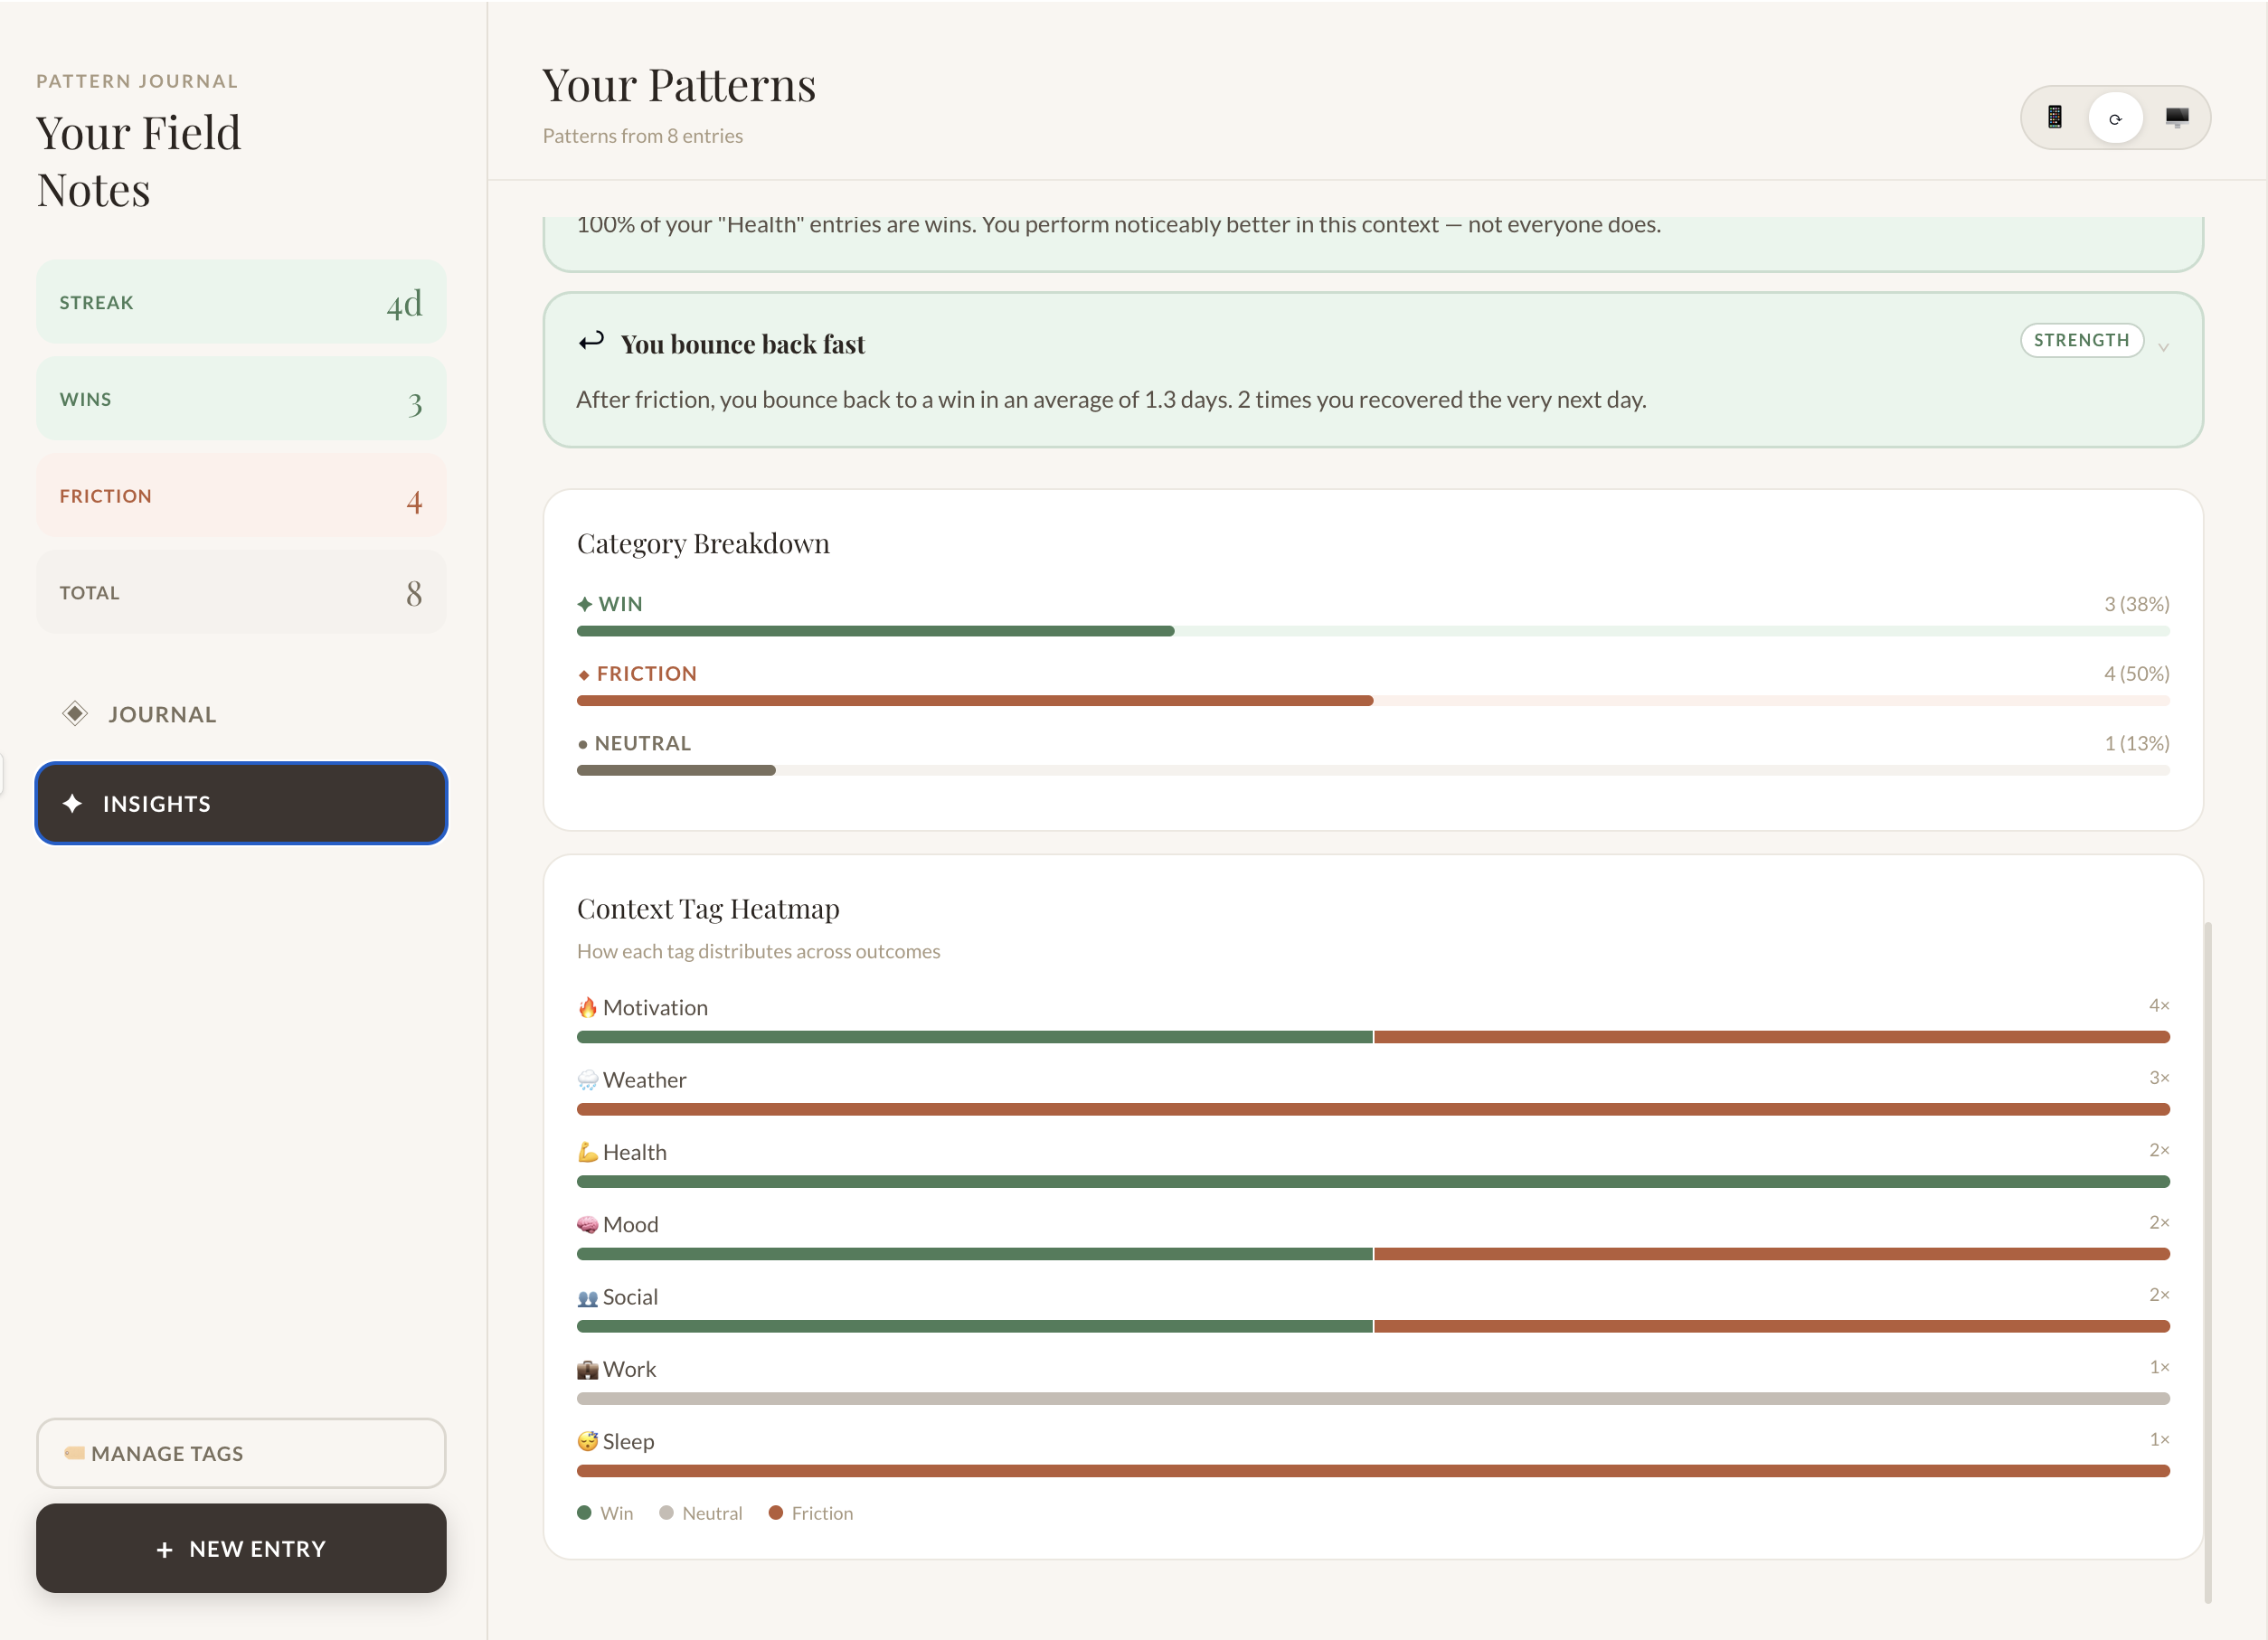 PATTERN JOURNAL
Your Field
Notes
STREAK 4d
WINS 3
FRICTION 4
TOTAL 8
JOURNAL
INSIGHTS
MANAGE TAGS
+ NEW ENTRY
Your Patterns
Patterns from 8 entries
100% of your "Health" entries are wins. You perform noticeably better in this context — not everyone does.
You bounce back fast STRENGTH
After friction, you bounce back to a win in an average of 1.3 days. 2 times you recovered the very next day.
Category Breakdown
WIN 3 (38%)
FRICTION 4 (50%)
NEUTRAL 1 (13%)
Context Tag Heatmap
How each tag distributes across outcomes
Motivation 4×
Weather 3×
Health 2×
Mood 2×
Social 2×
Work 1×
Sleep 1×
Win Neutral Friction